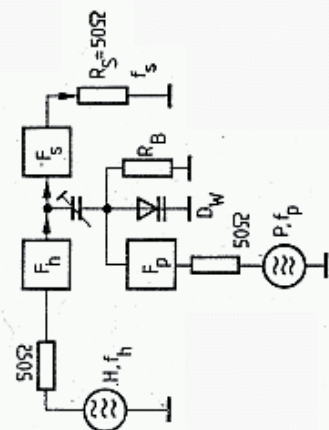 50Ω
H,f_h
F_h
F_s
R_S=50Ω
f_s
R_B
D_W
F_p
50Ω
P,f_p